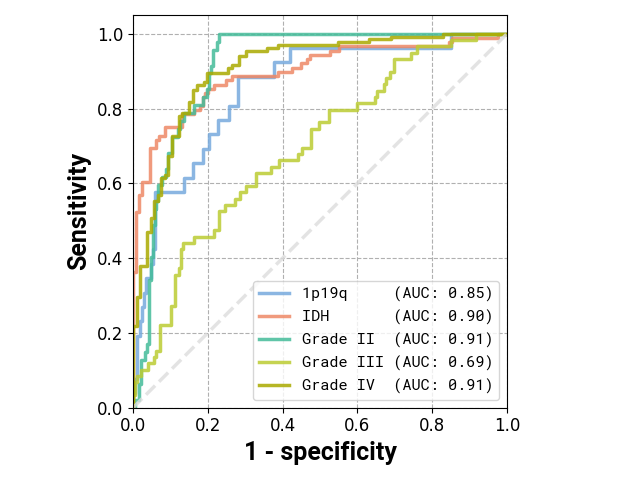 1.0
0.8
0.6
0.4
0.2
0.0
Sensitivity
1p19q (AUC: 0.85)
IDH (AUC: 0.90)
Grade II (AUC: 0.91)
Grade III (AUC: 0.69)
Grade IV (AUC: 0.91)
0.0 0.2 0.4 0.6 0.8 1.0
1 - specificity